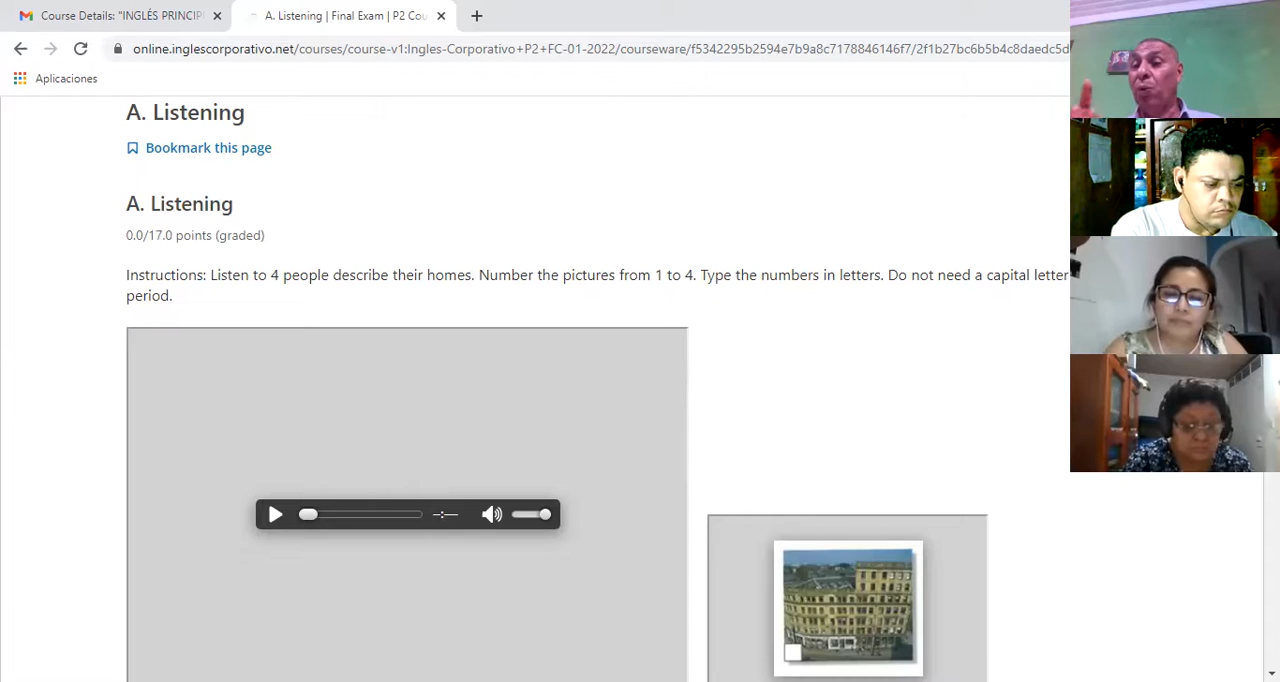 Course Details: "INGLÉS PRINCIP
A. Listening | Final Exam | P2 Cou
online.inglescorporativo.net/courses/course-v1:Ingles-Corporativo+P2+FC-01-2022/courseware/f5342295b2594e7b9a8c7178846146f7/2f1b27bc6b5b4c8daedc5d
Aplicaciones
A. Listening
Bookmark this page
A. Listening
0.0/17.0 points (graded)
Instructions: Listen to 4 people describe their homes. Number the pictures from 1 to 4. Type the numbers in letters. Do not need a capital letter
period.
--:--